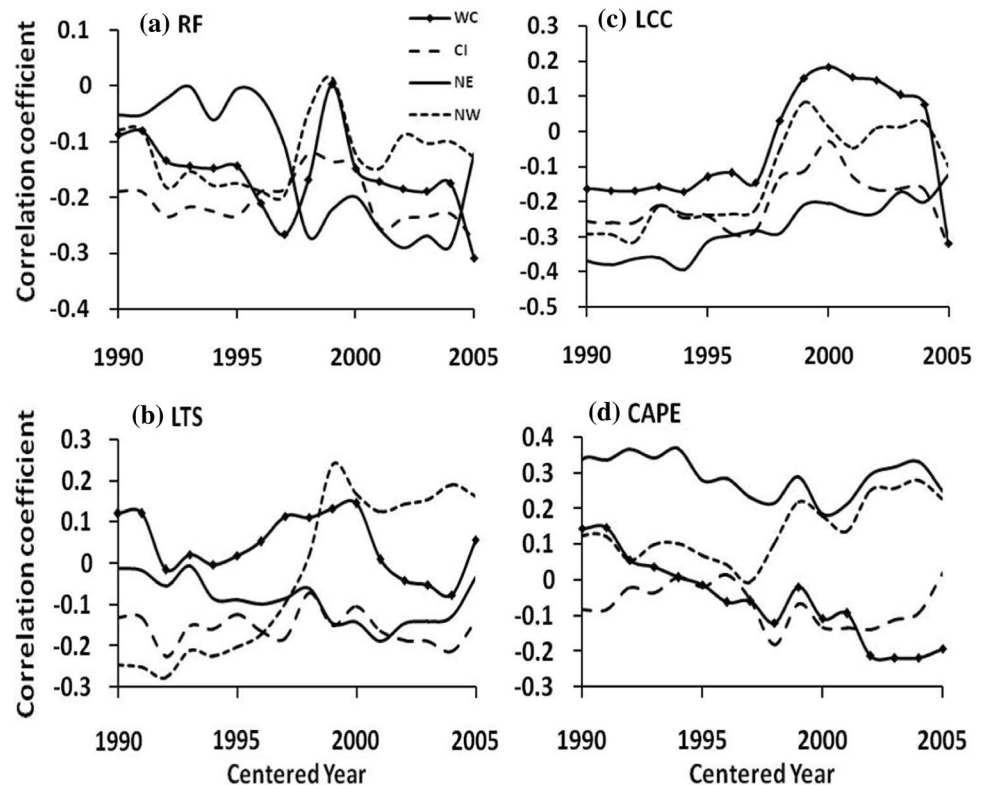 (a) RF
WC
CI
NE
NW
Correlation coefficient
0.1
0
-0.1
-0.2
-0.3
-0.4
1990 1995 2000 2005
(c) LCC
0.3
0.2
0.1
0
-0.1
-0.2
-0.3
-0.4
-0.5
1990 1995 2000 2005
(b) LTS
Correlation coefficient
0.3
0.2
0.1
0
-0.1
-0.2
-0.3
1990 1995 2000 2005
Centered Year
(d) CAPE
0.4
0.3
0.2
0.1
0
-0.1
-0.2
-0.3
1990 1995 2000 2005
Centered Year